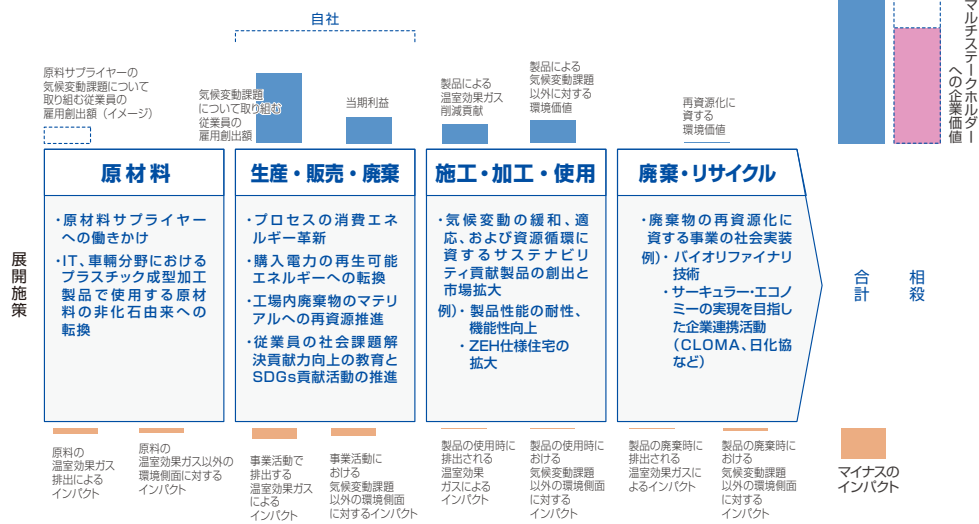 自社
原料サプライヤーの
気候変動課題について
取り組む従業員の
雇用創出額（イメージ）
気候変動課題
について取り組む
従業員の
雇用創出額
当期利益
製品による
温室効果ガス
削減貢献
製品による
気候変動課題
以外に対する
環境価値
再資源化に
資する
環境価値
マルチステークホルダー
への企業価値
展開施策
原材料
・原材料サプライヤー
への働きかけ
・IT、車輛分野における
プラスチック成型加工
製品で使用する原材
料の非化石由来への
転換
生産・販売・廃棄
・プロセスの消費エネ
ルギー革新
・購入電力の再生可能
エネルギーへの転換
・工場内廃棄物のマテリ
アルへの再資源推進
・従業員の社会課題解
決貢献力向上の教育と
SDGs貢献活動の推進
施工・加工・使用
・気候変動の緩和、適
応、および資源循環に
資するサステナビリ
ティ貢献製品の創出と
市場拡大
例）・製品性能の耐性、
機能性向上
・ZEH仕様住宅の
拡大
廃棄・リサイクル
・廃棄物の再資源化に
資する事業の社会実装
例）・バイオリファイナリ
技術
・サーキュラー・エコノ
ミーの実現を目指し
た企業連携活動
（CLOMA、日化協
など）
合計
相殺
原料の
温室効果ガス
排出による
インパクト
原料の
温室効果ガス以外の
環境側面に対する
インパクト
事業活動で
排出する
温室効果ガス
による
インパクト
事業活動に
おける
気候変動課題
以外の環境側面
に対するインパクト
製品の使用時に
排出される
温室効果
ガスによる
インパクト
製品の使用時に
おける
気候変動課題
以外の環境側面
に対する
インパクト
製品の廃棄時に
排出される
温室効果ガスに
よるインパクト
製品の廃棄時に
おける
気候変動課題
以外の環境側面
に対する
インパクト
マイナスの
インパクト